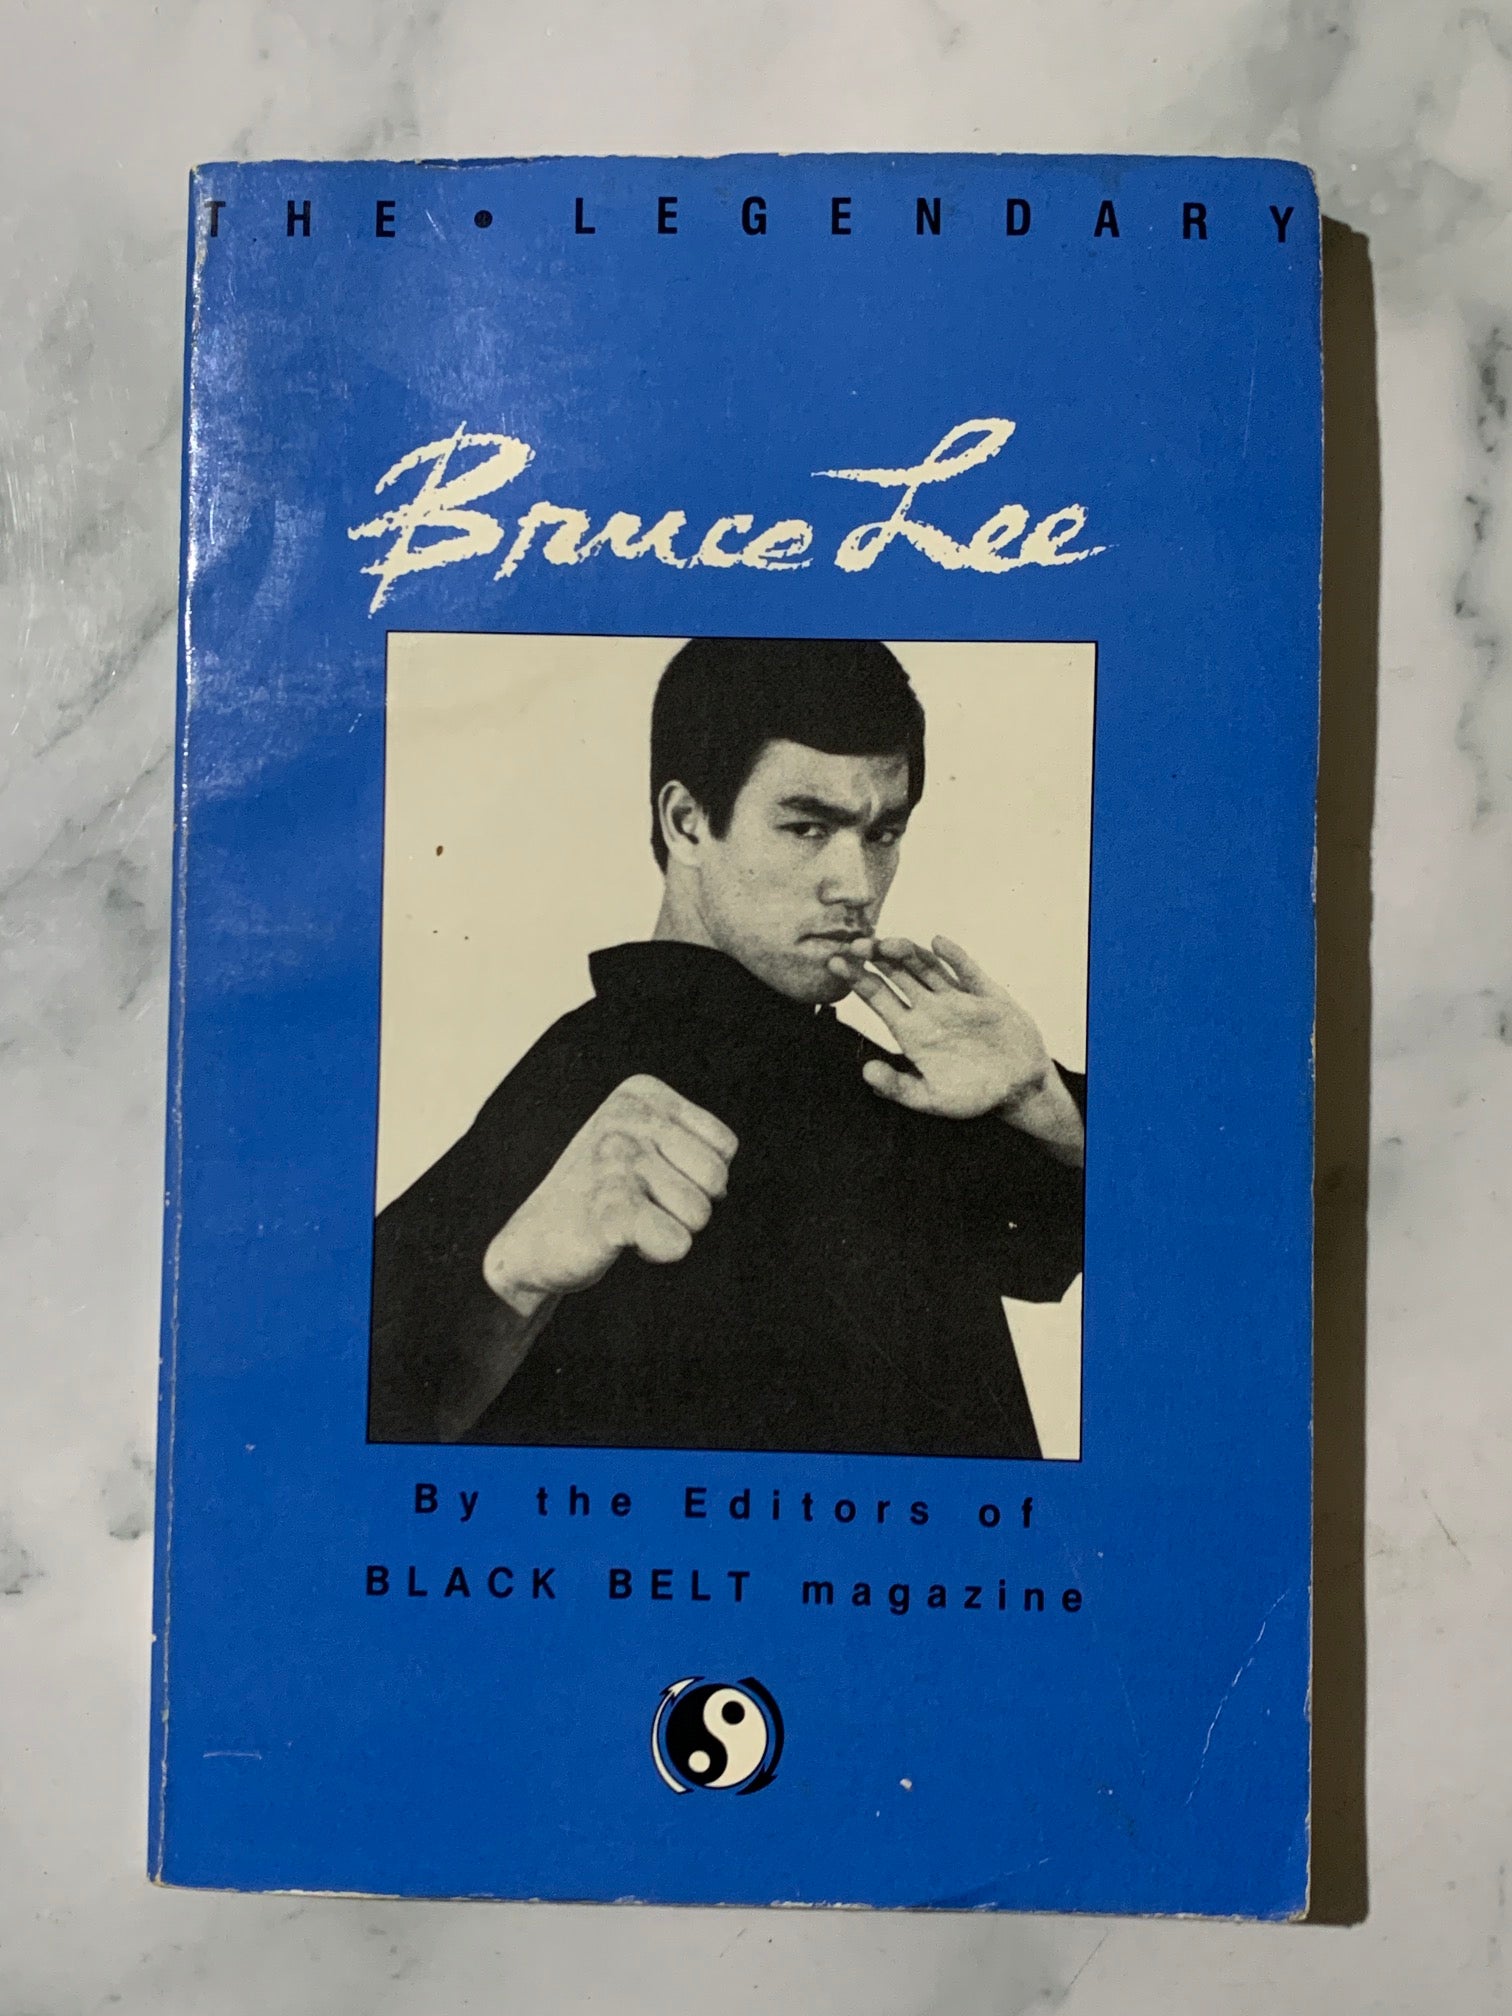 THE • LEGENDARY
Bruce Lee
By the Editors of
BLACK BELT magazine